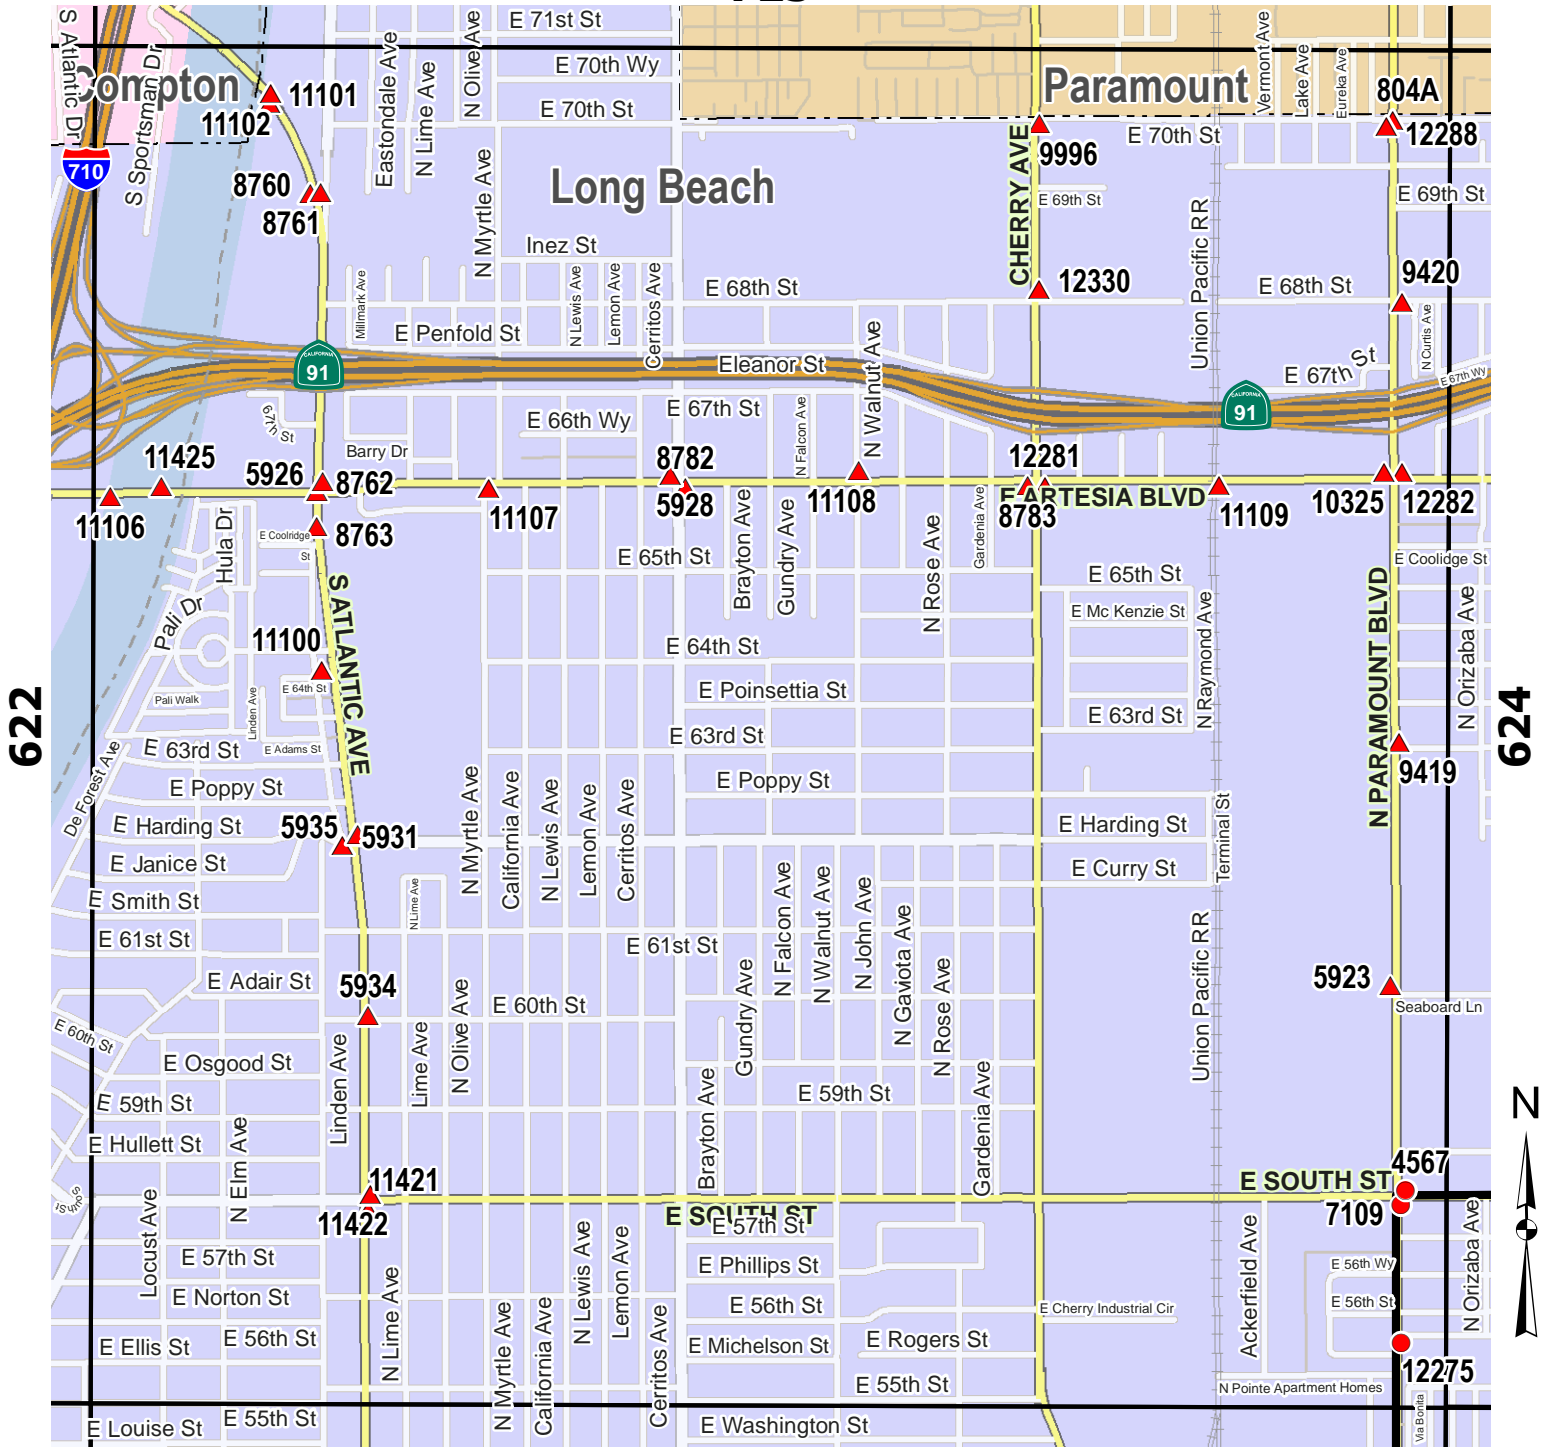 E 71st St
S Atlantic Dr
S Sportsman Dr
Compton
11101
11102
Eastondale Ave
N Lime Ave
N Olive Ave
E 70th Wy
E 70th St
Paramount
Vermont Ave
Lake Ave
Eureka Ave
804A
12288
E 70th St
9996
CHERRY AVE
710
8760
8761
Long Beach
N Myrtle Ave
E 69th St
E 69th St
Union Pacific RR
Inez St
Millmark Ave
N Lewis Ave
Lemon Ave
Cerritos Ave
E 68th St
12330
E 68th St
9420
E Penfold St
N Walnut Ave
N Curtis Ave
CALIFORNIA
91
Eleanor St
E 67th St
E 67th Wy
CALIFORNIA
91
67th St
E 66th Wy
E 67th St
N Falcon Ave
Barry Dr
11425
5926
8762
8782
12281
11106
8763
11107
5928
11108
8783
E ARTESIA BLVD
11109
10325
12282
Hula Dr
E Coolridge
St
E 65th St
Brayton Ave
Gundry Ave
N Rose Ave
Gardenia Ave
E Coolidge St
E 65th St
E Mc Kenzie St
Pali Dr
S ATLANTIC AVE
11100
E 64th St
E 64th St
N Raymond Ave
N PARAMOUNT BLVD
N Orizaba Ave
622
624
Pali Walk
Linden Ave
E Poinsettia St
E 63rd St
E 63rd St
E 63rd St
E Adams St
9419
De Forest Ave
E Poppy St
E Poppy St
E Harding St
5935
5931
E Harding St
Terminal St
N Myrtle Ave
California Ave
N Lewis Ave
Lemon Ave
Cerritos Ave
E Janice St
E Curry St
E Smith St
N Lime Ave
E 61st St
E 61st St
N Falcon Ave
N Walnut Ave
N John Ave
N Gaviota Ave
N Rose Ave
Union Pacific RR
E Adair St
5934
5923
Seaboard Ln
E 60th St
E 60th St
Gundry Ave
Linden Ave
Lime Ave
N Olive Ave
E Osgood St
E 59th St
E 59th St
Brayton Ave
Gardenia Ave
N
E Hullett St
N Elm Ave
11421
4567
E SOUTH ST
South St
Locust Ave
11422
E SOUTH ST
E 57th St
7109
E 57th St
N Lewis Ave
Lemon Ave
Ackerfield Ave
N Orizaba Ave
E Phillips St
E 56th Wy
E Norton St
N Lime Ave
E 56th St
E Cherry Industrial Cir
E 56th St
N Myrtle Ave
California Ave
Cerritos Ave
E Ellis St
E 56th St
E Michelson St
E Rogers St
12275
E 55th St
N Pointe Apartment Homes
Via Bonita
E Louise St
E 55th St
E Washington St